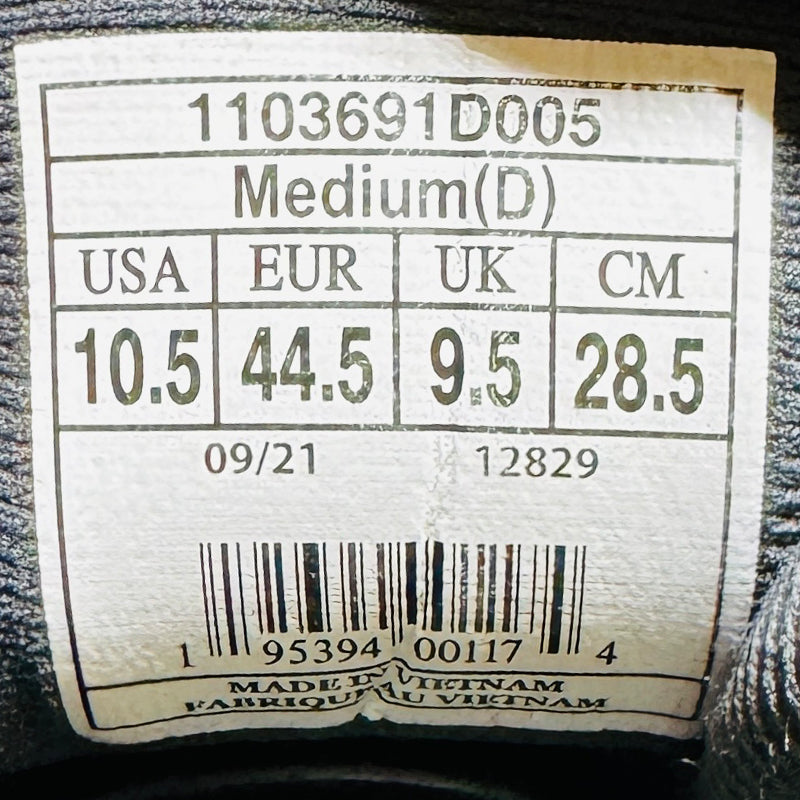 1103691D005
Medium(D)
USA EUR UK CM
10.5 44.5 9.5 28.5
09/21 12829
1 95394 00117 4
MADE IN VIETNAM
FABRIQUE AU VIETNAM